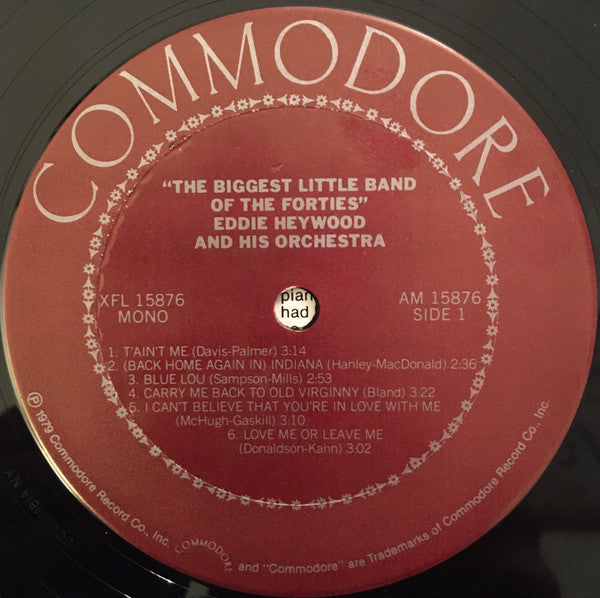 COMMODORE
"THE BIGGEST LITTLE BAND
OF THE FORTIES"
EDDIE HEYWOOD
AND HIS ORCHESTRA
XFL 15876
MONO
pian
had
AM 15876
SIDE 1
1. T'AIN'T ME (Davis-Palmer) 3:14
2. (BACK HOME AGAIN IN) INDIANA (Hanley-MacDonald) 2:36
3. BLUE LOU (Sampson-Mills) 2:53
4. CARRY ME BACK TO OLD VIRGINNY (Bland) 3:22
5. I CAN'T BELIEVE THAT YOU'RE IN LOVE WITH ME
(McHugh-Gaskill) 3:10
6. LOVE ME OR LEAVE ME
(Donaldson-Kahn) 3:02
℗ 1979 Commodore Record Co., Inc. COMMODORE and "Commodore" are Trademarks of Commodore Record Co., Inc.